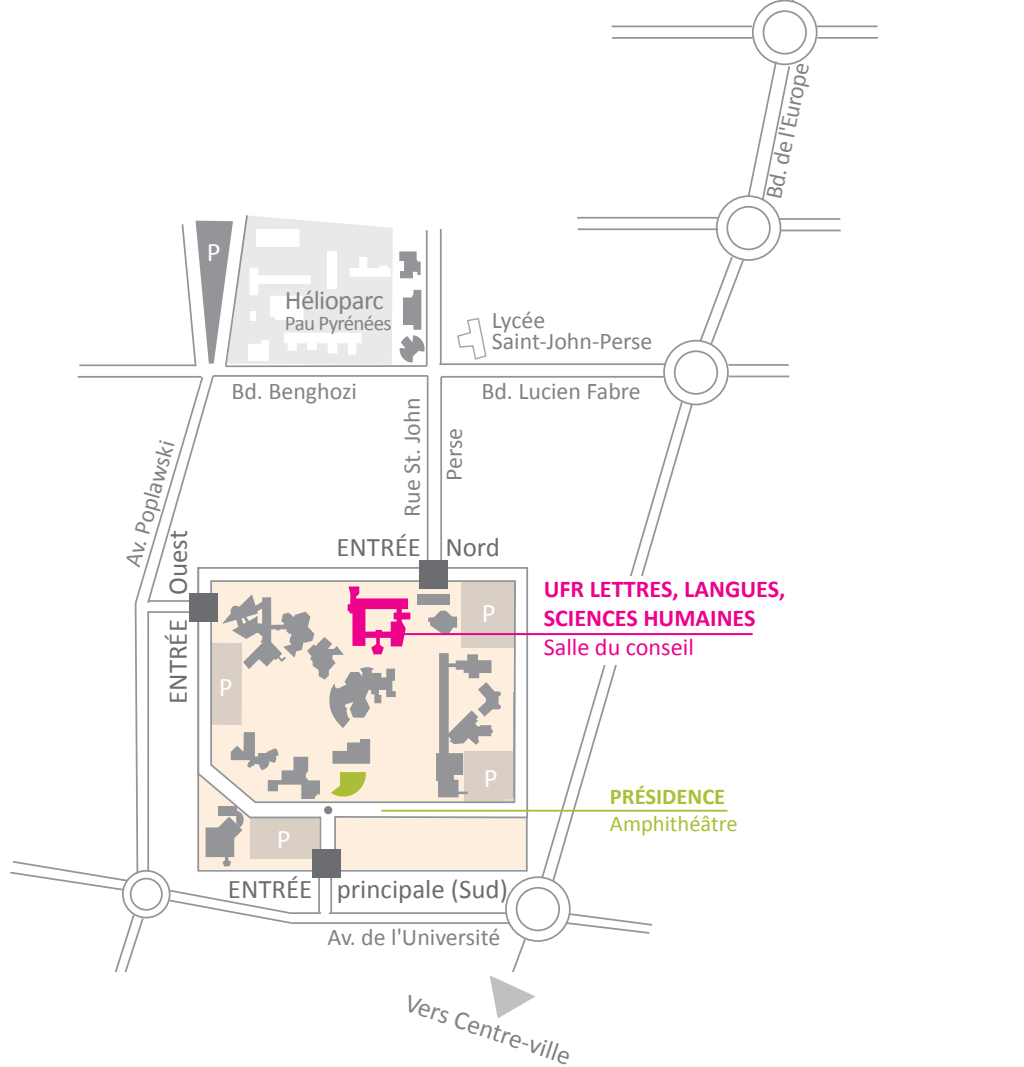 Bd. de l'Europe
P
Hélioparc
Pau Pyrénées
Lycée
Saint-John-Perse
Bd. Benghozi
Bd. Lucien Fabre
Rue St. John
Perse
Av. Poplawski
ENTRÉE Nord
ENTRÉE Ouest
P
UFR LETTRES, LANGUES,
SCIENCES HUMAINES
Salle du conseil
P
P
PRÉSIDENCE
Amphithéâtre
P
ENTRÉE principale (Sud)
Av. de l'Université
Vers Centre-ville